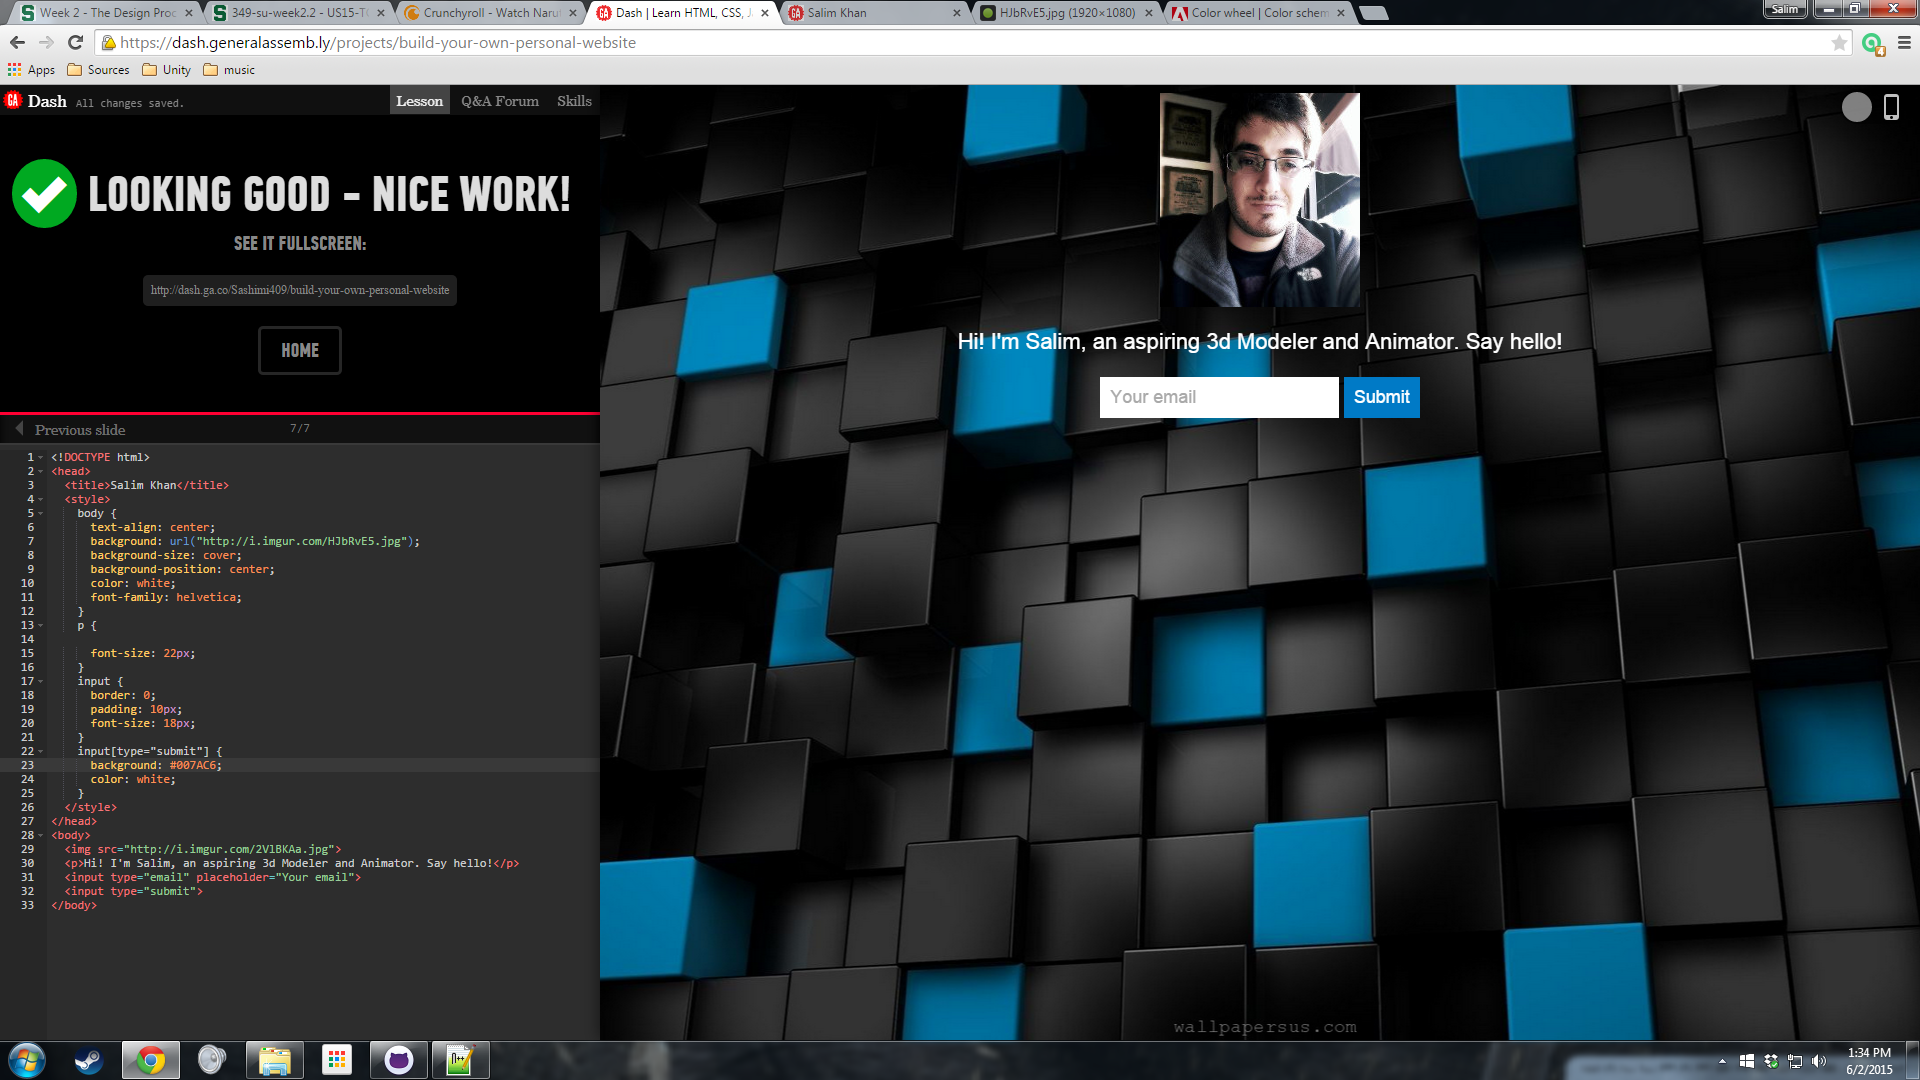 Week 2 - The Design Proc
349-su-week2.2 - US15-T
Crunchyroll - Watch Naru
Dash | Learn HTML, CSS, J
Salim Khan
HJbRvE5.jpg (1920×1080)
Color wheel | Color schem
Salim
https://dash.generalassemb.ly/projects/build-your-own-personal-website
Apps
Sources
Unity
music
GA
Dash
All changes saved.
Lesson
Q&A Forum
Skills
LOOKING GOOD - NICE WORK!
SEE IT FULLSCREEN:
http://dash.ga.co/Sashimi409/build-your-own-personal-website
HOME
Previous slide
7/7
1 <!DOCTYPE html>
2 <head>
3 <title>Salim Khan</title>
4 <style>
5 body {
6 text-align: center;
7 background: url("http://i.imgur.com/HJbRvE5.jpg");
8 background-size: cover;
9 background-position: center;
10 color: white;
11 font-family: helvetica;
12 }
13 p {
14
15 font-size: 22px;
16 }
17 input {
18 border: 0;
19 padding: 10px;
20 font-size: 18px;
21 }
22 input[type="submit"] {
23 background: #007AC6;
24 color: white;
25 }
26 </style>
27 </head>
28 <body>
29 <img src="http://i.imgur.com/2VlBKAa.jpg">
30 <p>Hi! I'm Salim, an aspiring 3d Modeler and Animator. Say hello!</p>
31 <input type="email" placeholder="Your email">
32 <input type="submit">
33 </body>
Hi! I'm Salim, an aspiring 3d Modeler and Animator. Say hello!
Your email
Submit
wallpapersus.com
1:34 PM
6/2/2015